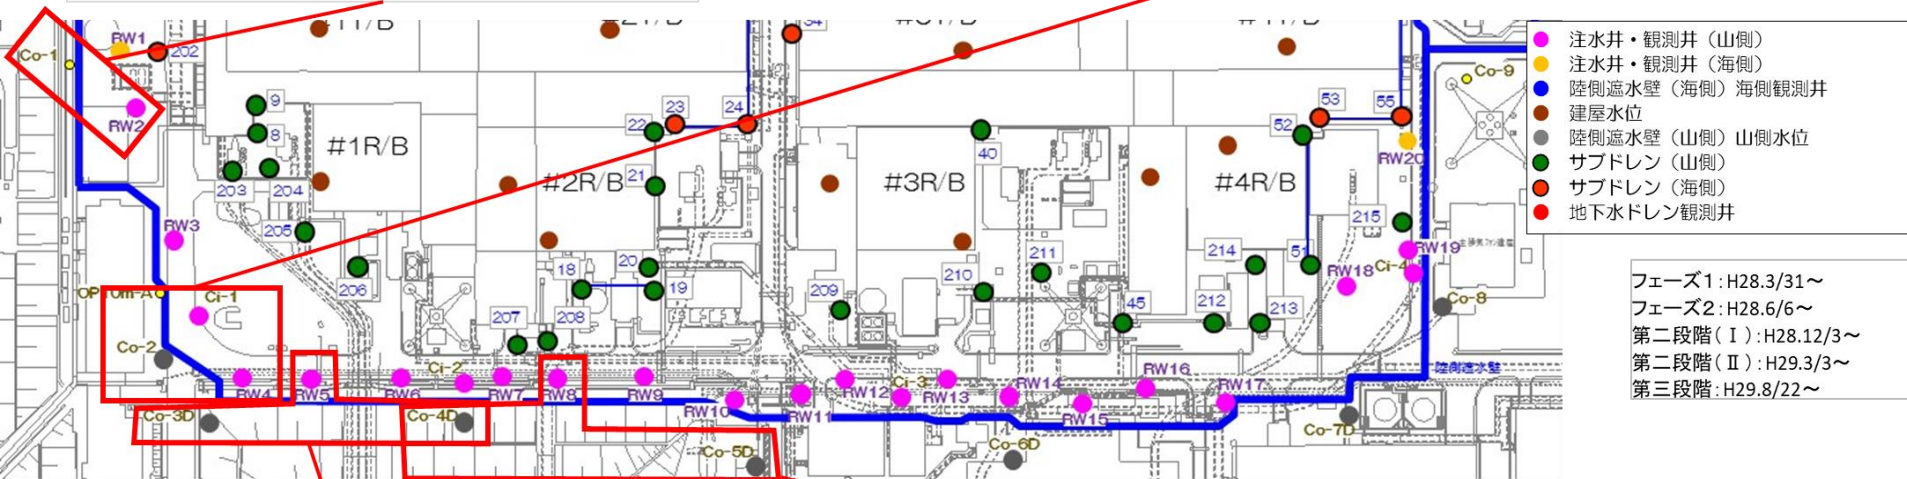 RW1
202
Co-1
RW2
9
8
203
204
205
206
#1R/B
#2R/B
22
23
24
21
20
19
18
207
208
34
#3R/B
40
209
210
211
#4R/B
52
53
55
RW20
215
RW19
51
214
Ci-4
RW18
45
212
213
Co-9
Co-8
RW3
OP10m-A
Ci-1
Co-2
RW4
RW5
RW6
Ci-2
RW7
RW8
RW9
RW10
RW11
RW12
Ci-3
RW13
RW14
RW15
RW16
RW17
陸側遮水壁
Co-3D
Co-4D
Co-5D
Co-6D
Co-7D
注水井・観測井（山側）
注水井・観測井（海側）
陸側遮水壁（海側）海側観測井
建屋水位
陸側遮水壁（山側）山側水位
サブドレン（山側）
サブドレン（海側）
地下水ドレン観測井
フェーズ1：H28.3/31～
フェーズ2：H28.6/6～
第二段階（Ⅰ）：H28.12/3～
第二段階（Ⅱ）：H29.3/3～
第三段階：H29.8/22～